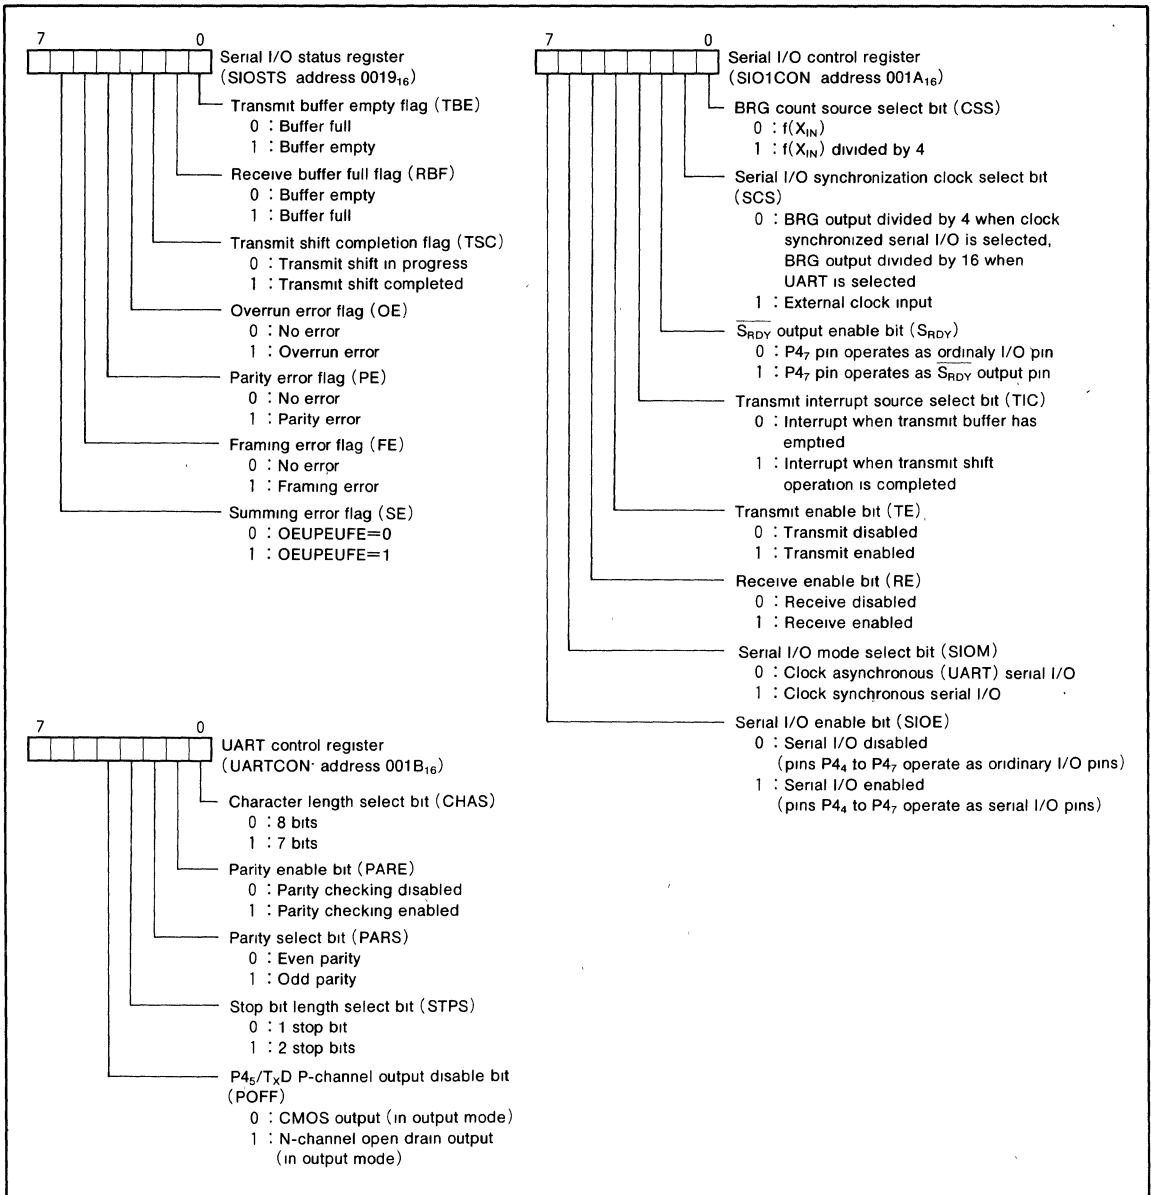 7 0
Serial I/O status register
(SIOSTS address 0019₁₆)
Transmit buffer empty flag (TBE)
0 : Buffer full
1 : Buffer empty
Receive buffer full flag (RBF)
0 : Buffer empty
1 : Buffer full
Transmit shift completion flag (TSC)
0 : Transmit shift in progress
1 : Transmit shift completed
Overrun error flag (OE)
0 : No error
1 : Overrun error
Parity error flag (PE)
0 : No error
1 : Parity error
Framing error flag (FE)
0 : No error
1 : Framing error
Summing error flag (SE)
0 : OEUPEUFE=0
1 : OEUPEUFE=1
7 0
UART control register
(UARTCON address 001B₁₆)
Character length select bit (CHAS)
0 : 8 bits
1 : 7 bits
Parity enable bit (PARE)
0 : Parity checking disabled
1 : Parity checking enabled
Parity select bit (PARS)
0 : Even parity
1 : Odd parity
Stop bit length select bit (STPS)
0 : 1 stop bit
1 : 2 stop bits
P4₅/TₓD P-channel output disable bit
(POFF)
0 : CMOS output (in output mode)
1 : N-channel open drain output
(in output mode)
7 0
Serial I/O control register
(SIO1CON address 001A₁₆)
BRG count source select bit (CSS)
0 : f(X_IN)
1 : f(X_IN) divided by 4
Serial I/O synchronization clock select bit
(SCS)
0 : BRG output divided by 4 when clock
synchronized serial I/O is selected,
BRG output divided by 16 when
UART is selected
1 : External clock input
S_RDY output enable bit (S_RDY)
0 : P4₇ pin operates as ordinaly I/O pin
1 : P4₇ pin operates as S_RDY output pin
Transmit interrupt source select bit (TIC)
0 : Interrupt when transmit buffer has
emptied
1 : Interrupt when transmit shift
operation is completed
Transmit enable bit (TE)
0 : Transmit disabled
1 : Transmit enabled
Receive enable bit (RE)
0 : Receive disabled
1 : Receive enabled
Serial I/O mode select bit (SIOM)
0 : Clock asynchronous (UART) serial I/O
1 : Clock synchronous serial I/O
Serial I/O enable bit (SIOE)
0 : Serial I/O disabled
(pins P4₄ to P4₇ operate as oridinary I/O pins)
1 : Serial I/O enabled
(pins P4₄ to P4₇ operate as serial I/O pins)